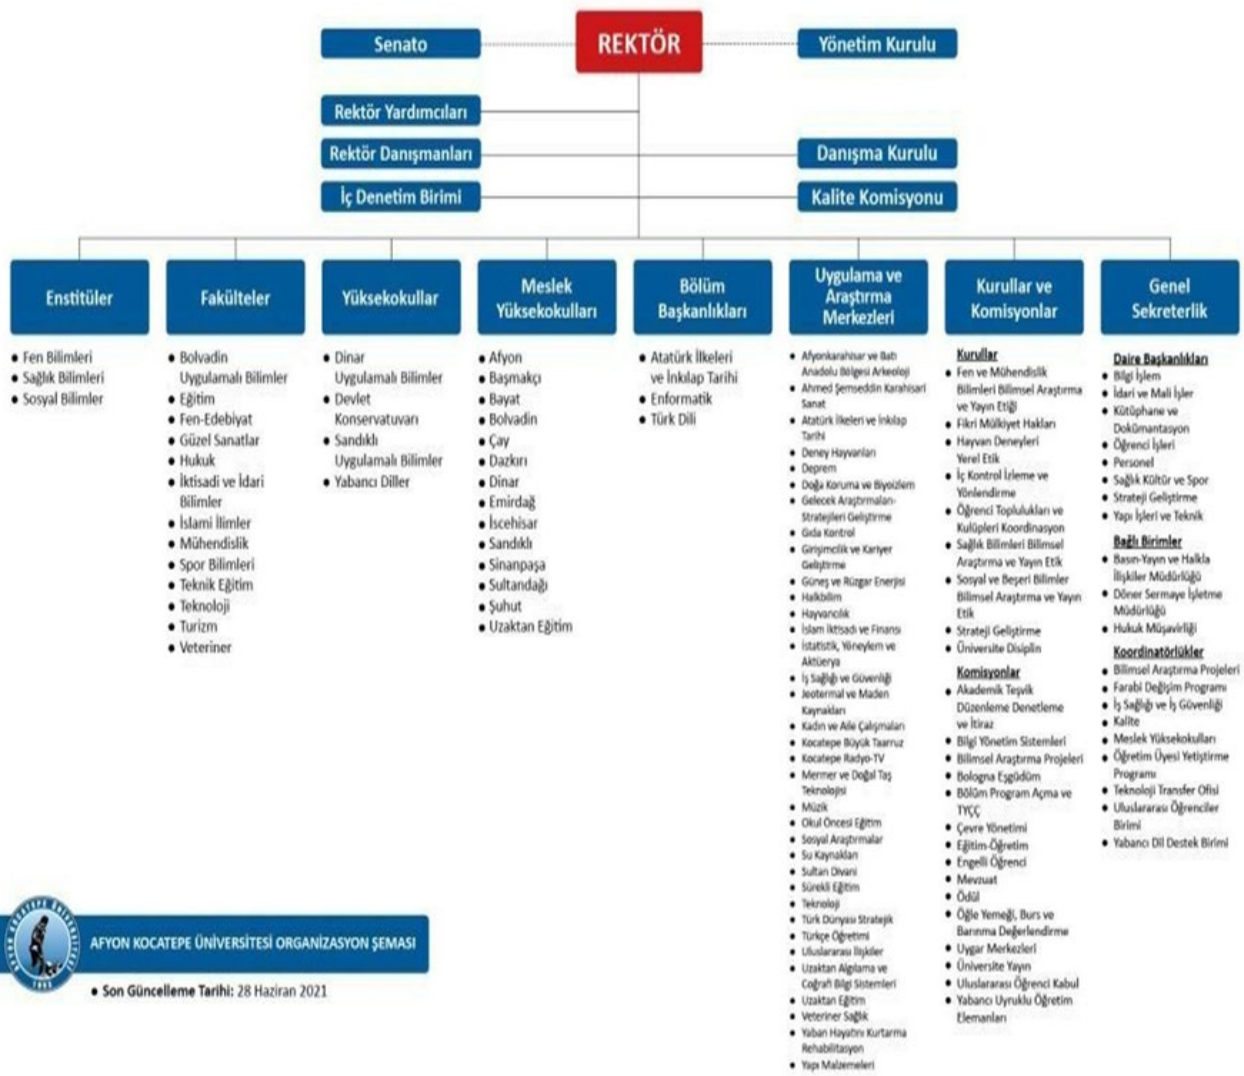 Senato
REKTÖR
Yönetim Kurulu
Rektör Yardımcıları
Rektör Danışmanları
Danışma Kurulu
İç Denetim Birimi
Kalite Komisyonu
Enstitüler
• Fen Bilimleri
• Sağlık Bilimleri
• Sosyal Bilimler
Fakülteler
• Bolvadin
Uygulamalı Bilimler
• Eğitim
• Fen-Edebiyat
• Güzel Sanatlar
• Hukuk
• İktisadi ve İdari
Bilimler
• İslami İlimler
• Mühendislik
• Spor Bilimleri
• Teknik Eğitim
• Teknoloji
• Turizm
• Veteriner
Yüksekokullar
• Dinar
Uygulamalı Bilimler
• Devlet
Konservatuvarı
• Sandıklı
Uygulamalı Bilimler
• Yabancı Diller
Meslek
Yüksekokulları
• Afyon
• Başmakçı
• Bayat
• Bolvadin
• Çay
• Dazkırı
• Dinar
• Emirdağ
• İscehisar
• Sandıklı
• Sinanpaşa
• Sultandağı
• Şuhut
• Uzaktan Eğitim
Bölüm
Başkanlıkları
• Atatürk İlkeleri
ve İnkılap Tarihi
• Enformatik
• Türk Dili
Uygulama ve
Araştırma
Merkezleri
• Afyonkarahisar ve Batı
Anadolu Bölgesi Arkeoloji
• Ahmed Şemseddin Karahisari
Sanat
• Atatürk İlkeleri ve İnkılap
Tarihi
• Deney Hayvanları
• Deprem
• Doğa Koruma ve Biyoizlem
• Gelecek Araştırmaları-
Stratejileri Geliştirme
• Gıda Kontrol
• Girişimcilik ve Kariyer
Geliştirme
• Güneş ve Rüzgar Enerjisi
• Halkbilim
• Hayvancılık
• İslam İktisadı ve Finansı
• İstatistik, Yöneylem ve
Aktüerya
• İş Sağlığı ve Güvenliği
• Jeotermal ve Maden
Kaynakları
• Kadın ve Aile Çalışmaları
• Kocatepe Büyük Taarruz
• Kocatepe Radyo-TV
• Mermer ve Doğal Taş
Teknolojisi
• Müzik
• Okul Öncesi Eğitim
• Sosyal Araştırmalar
• Su Kaynakları
• Sultan Divani
• Sürekli Eğitim
• Teknoloji
• Türk Dünyası Stratejik
• Türkçe Öğretimi
• Uluslararası İlişkiler
• Uzaktan Algılama ve
Coğrafi Bilgi Sistemleri
• Uzaktan Eğitim
• Veteriner Sağlık
• Yaban Hayatını Kurtarma
Rehabilitasyon
• Yapı Malzemeleri
Kurullar ve
Komisyonlar
Kurullar
• Fen ve Mühendislik
Bilimleri Bilimsel Araştırma
ve Yayın Etiği
• Fikri Mülkiyet Hakları
• Hayvan Deneyleri
Yerel Etik
• İç Kontrol İzleme ve
Yönlendirme
• Öğrenci Toplulukları ve
Kulüpleri Koordinasyon
• Sağlık Bilimleri Bilimsel
Araştırma ve Yayın Etik
• Sosyal ve Beşeri Bilimler
Bilimsel Araştırma ve Yayın
Etik
• Strateji Geliştirme
• Üniversite Disiplin
Komisyonlar
• Akademik Teşvik
Düzenleme Denetleme
ve İtiraz
• Bilgi Yönetim Sistemleri
• Bilimsel Araştırma Projeleri
• Bologna Eşgüdüm
• Bölüm Program Açma ve
TYÇÇ
• Çevre Yönetimi
• Eğitim-Öğretim
• Engelli Öğrenci
• Mevzuat
• Ödül
• Öğle Yemeği, Burs ve
Barınma Değerlendirme
• Uygar Merkezleri
• Üniversite Yayın
• Uluslararası Öğrenci Kabul
• Yabancı Uyruklu Öğretim
Elemanları
Genel
Sekreterlik
Daire Başkanlıkları
• Bilgi İşlem
• İdari ve Mali İşler
• Kütüphane ve
Dokümantasyon
• Öğrenci İşleri
• Personel
• Sağlık Kültür ve Spor
• Strateji Geliştirme
• Yapı İşleri ve Teknik
Bağlı Birimler
• Basın-Yayın ve Halkla
İlişkiler Müdürlüğü
• Döner Sermaye İşletme
Müdürlüğü
• Hukuk Müşavirliği
Koordinatörlükler
• Bilimsel Araştırma Projeleri
• Farabi Değişim Programı
• İş Sağlığı ve İş Güvenliği
• Kalite
• Meslek Yüksekokulları
• Öğretim Üyesi Yetiştirme
Programı
• Teknoloji Transfer Ofisi
• Uluslararası Öğrenciler
Birimi
• Yabancı Dil Destek Birimi
AFYON KOCATEPE ÜNİVERSİTESİ
1992
AFYON KOCATEPE ÜNİVERSİTESİ ORGANİZASYON ŞEMASI
• Son Güncelleme Tarihi: 28 Haziran 2021